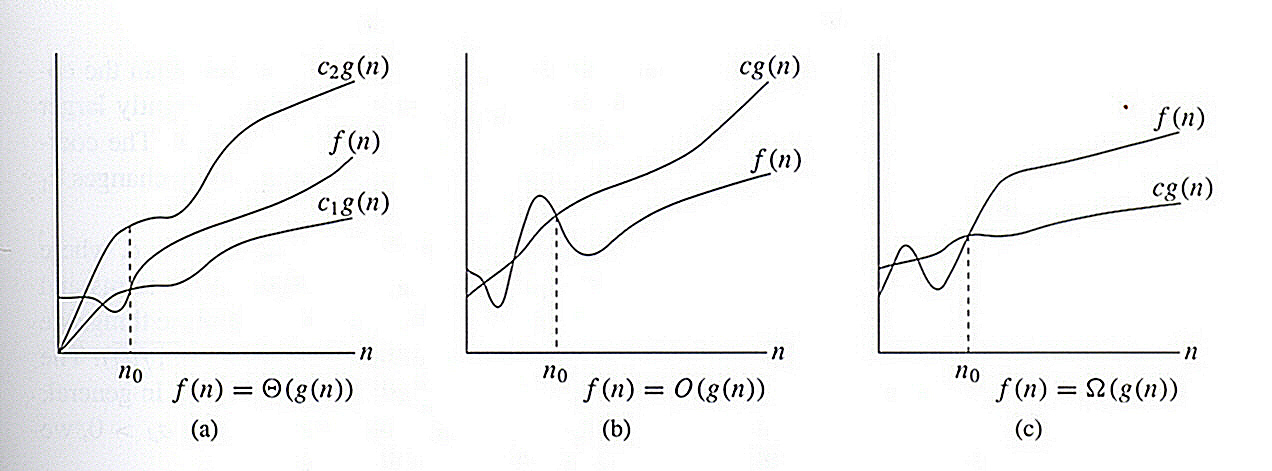 c₂g(n)
f(n)
c₁g(n)
n
n₀
f(n) = Θ(g(n))
(a)
cg(n)
f(n)
n₀
f(n) = O(g(n))
(b)
f(n)
cg(n)
n
n₀
f(n) = Ω(g(n))
(c)